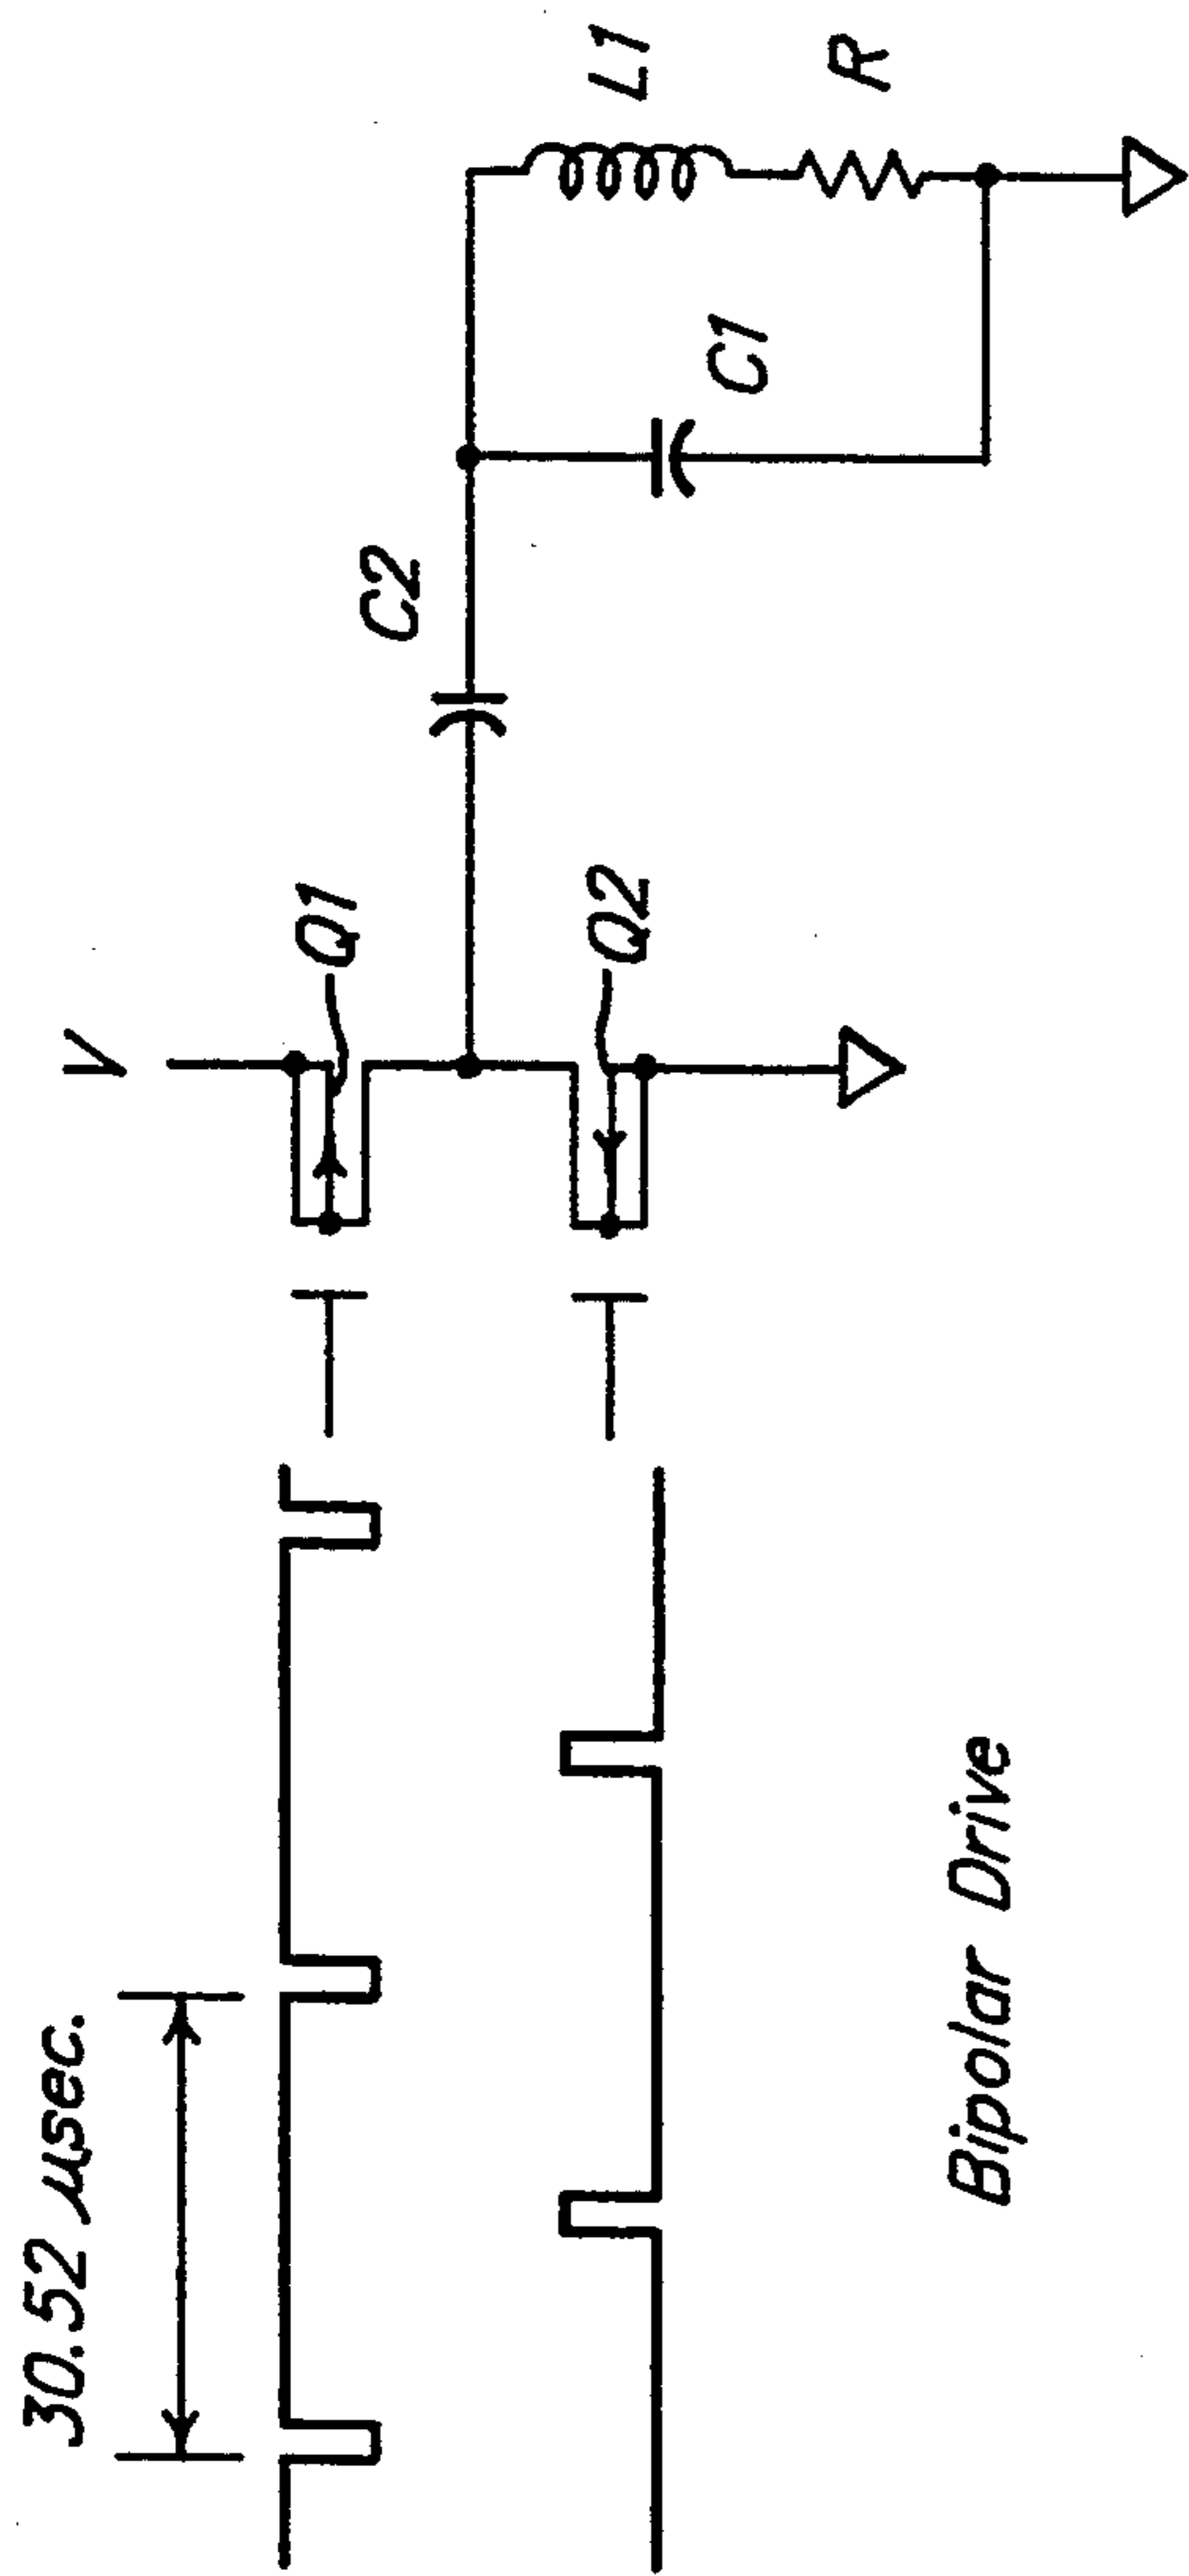 30.52 µsec.
V
Q1
Q2
C2
C1
L1
R
Bipolar Drive